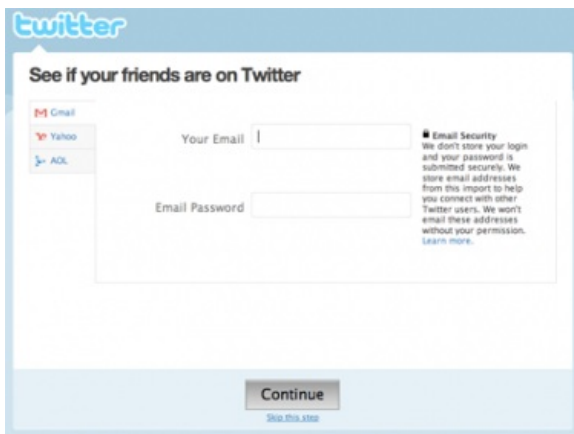 twitter
See if your friends are on Twitter
Gmail
Yahoo
AOL
Your Email
Email Password
Email Security
We don't store your login
and your password is
submitted securely. We
store email addresses
from this import to help
you connect with other
Twitter users. We won't
email these addresses
without your permission.
Learn more.
Continue
Skip this step